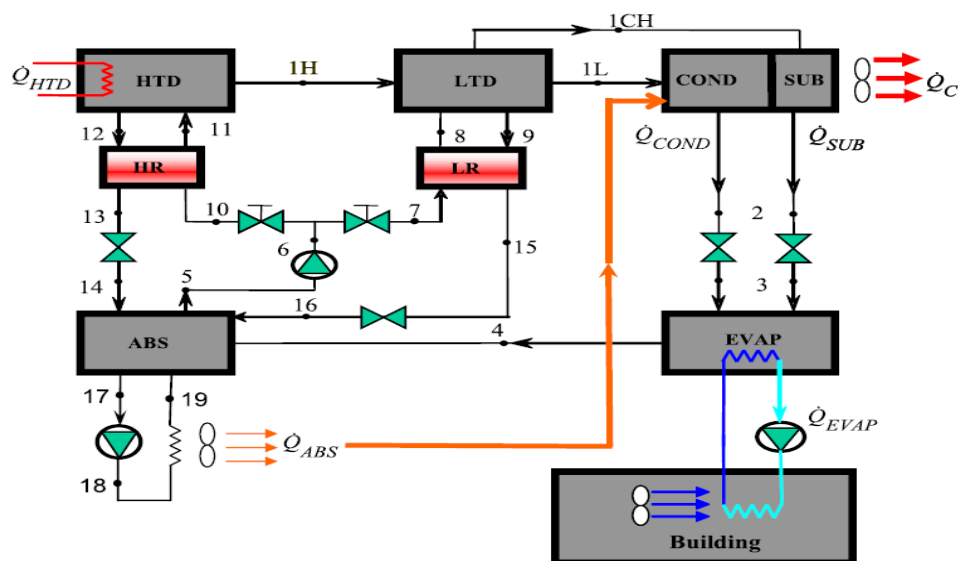 1CH
Q̇HTD
HTD
1H
LTD
1L
COND
SUB
Q̇C
12
11
8
9
Q̇COND
Q̇SUB
HR
LR
13
10
7
2
6
15
14
5
16
3
4
ABS
EVAP
17
19
Q̇ABS
Q̇EVAP
18
Building